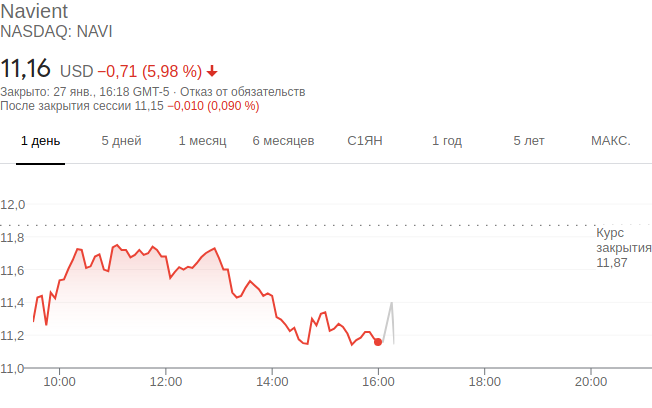 Navient
NASDAQ: NAVI
11,16 USD −0,71 (5,98 %)
Закрыто: 27 янв., 16:18 GMT-5 · Отказ от обязательств
После закрытия сессии 11,15 −0,010 (0,090 %)
1 день 5 дней 1 месяц 6 месяцев С1ЯН 1 год 5 лет МАКС.
12,0
11,8
Курс
закрытия
11,87
11,6
11,4
11,2
11,0
10:00 12:00 14:00 16:00 18:00 20:00